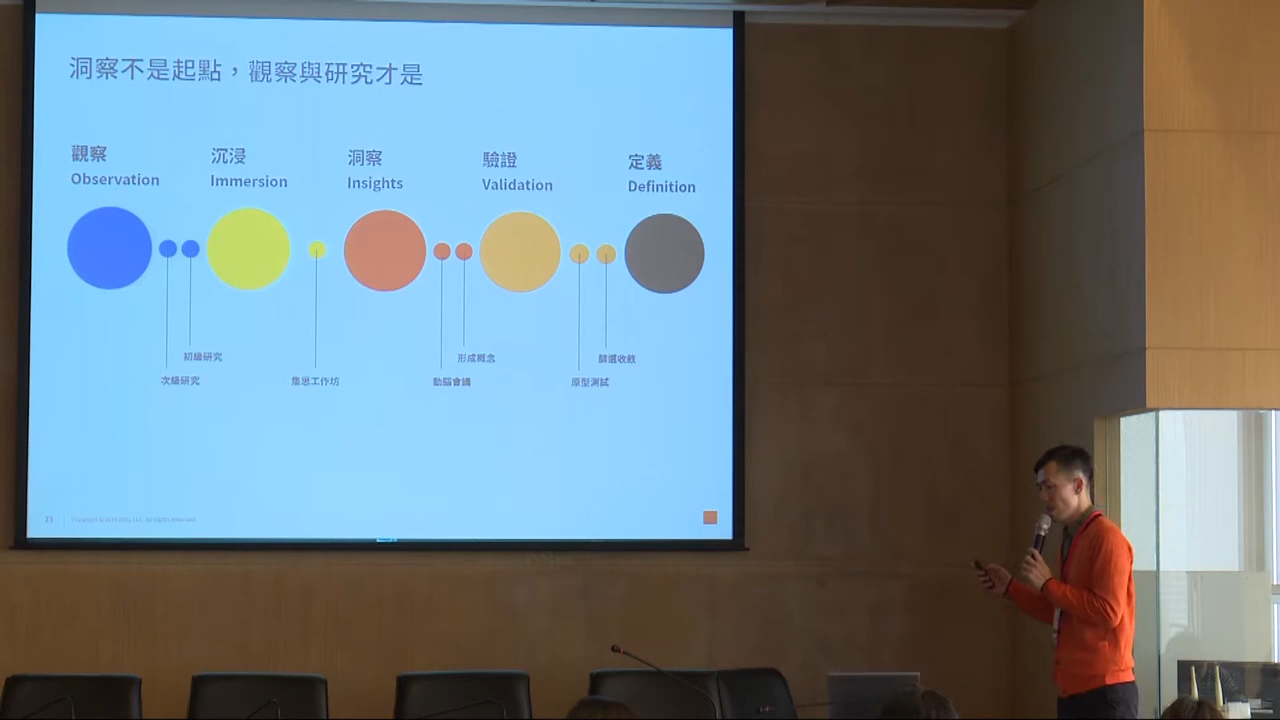 洞察不是起點，觀察與研究才是
觀察
Observation
沉浸
Immersion
洞察
Insights
驗證
Validation
定義
Definition
初級研究
次級研究
集思工作坊
形成概念
動腦會議
篩選收斂
原型測試